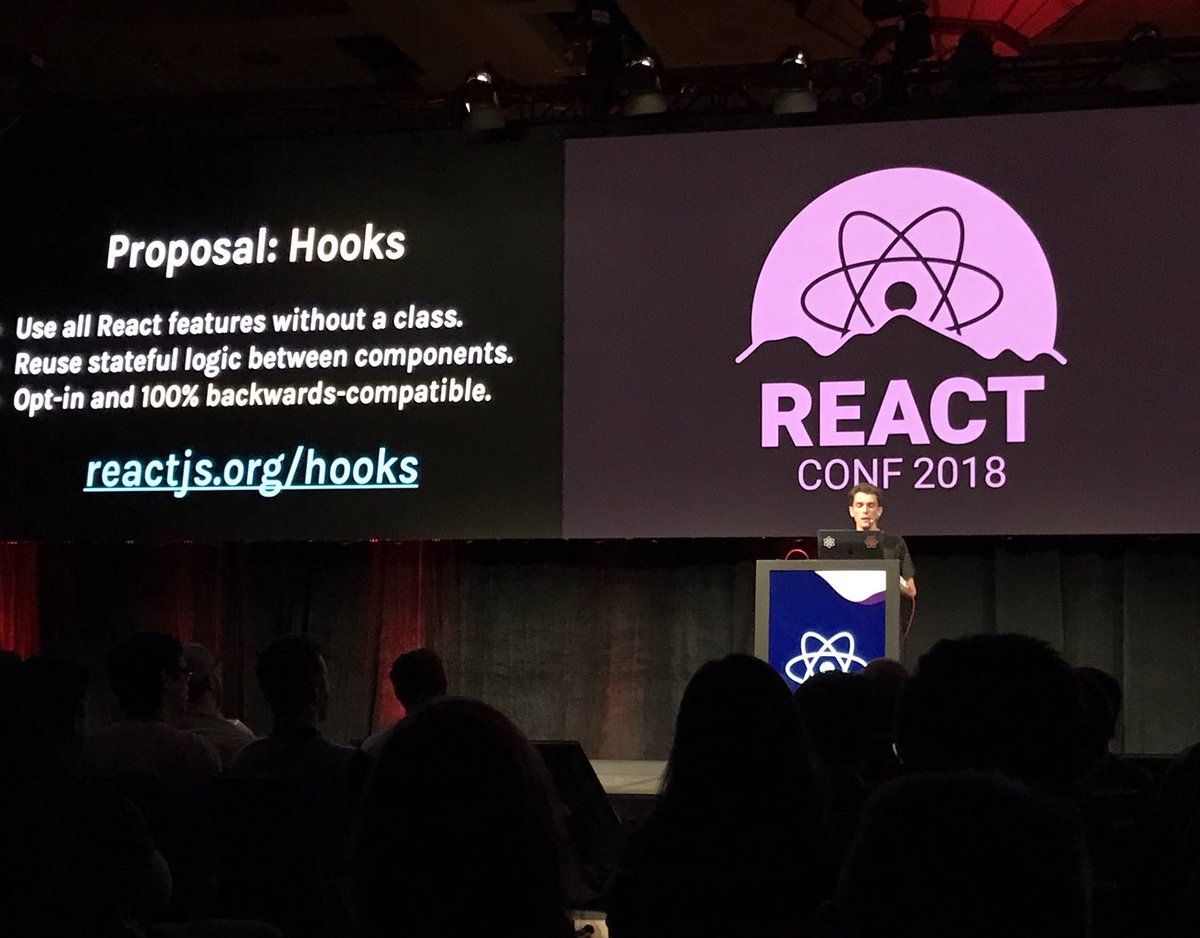 Proposal: Hooks
Use all React features without a class.
Reuse stateful logic between components.
Opt-in and 100% backwards-compatible.
reactjs.org/hooks
REACT
CONF 2018